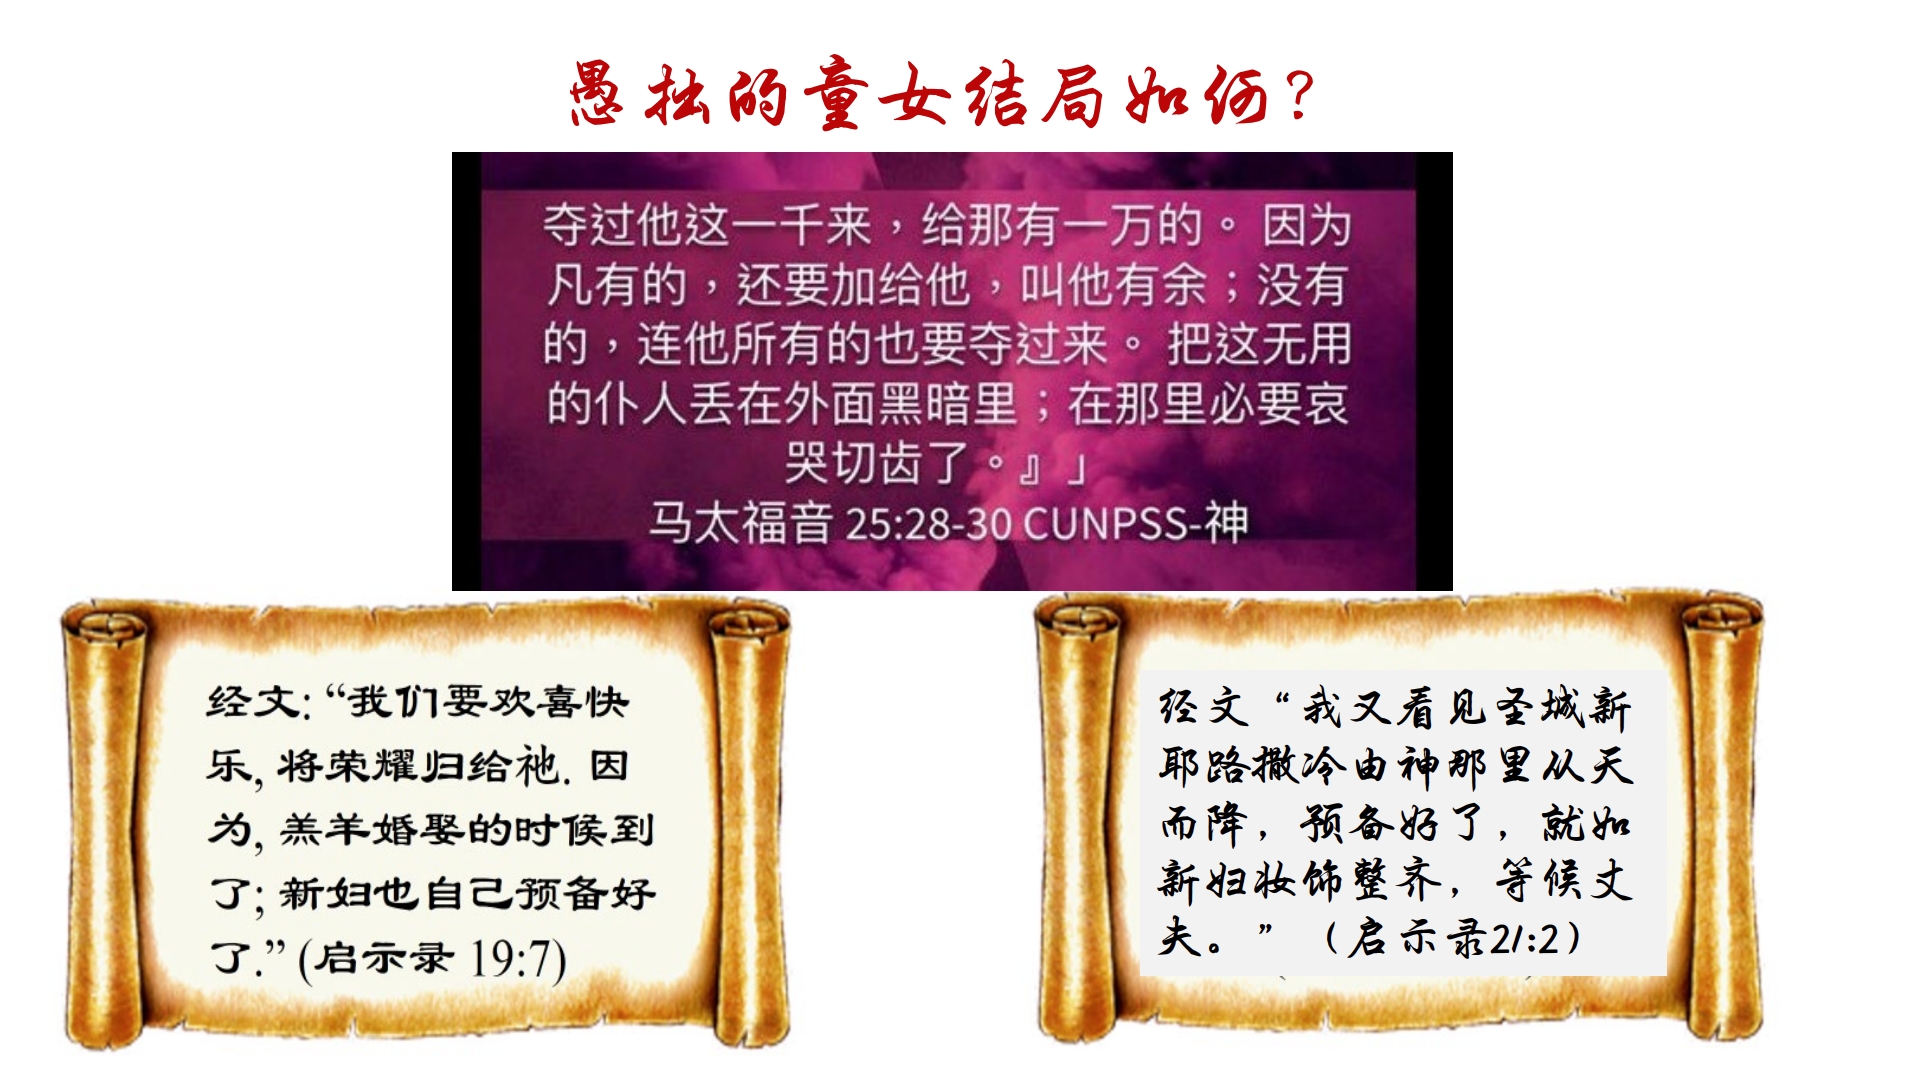 愚拙的童女结局如何？
夺过他这一千来，给那有一万的。 因为
凡有的，还要加给他，叫他有余；没有
的，连他所有的也要夺过来。 把这无用
的仆人丢在外面黑暗里；在那里必要哀
哭切齿了。』」
马太福音 25:28-30 CUNPSS-神
经文: “我们要欢喜快
乐, 将荣耀归给祂. 因
为, 羔羊婚娶的时候到
了; 新妇也自己预备好
了.” (启示录 19:7)
经文“我又看见圣城新
耶路撒冷由神那里从天
而降，预备好了，就如
新妇妆饰整齐，等候丈
夫。”（启示录21:2）